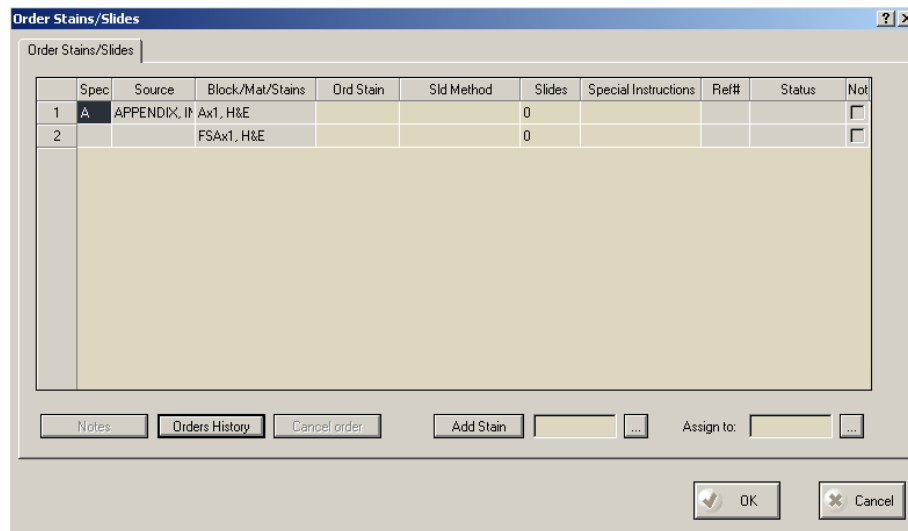 Order Stains/Slides
Order Stains/Slides
Spec Source Block/Mat/Stains Ord Stain Sld Method Slides Special Instructions Ref# Status Not
1 A APPENDIX, IN Ax1, H&E 0
2 FSAx1, H&E 0
Notes Orders History Cancel order Add Stain ... Assign to: ...
OK Cancel